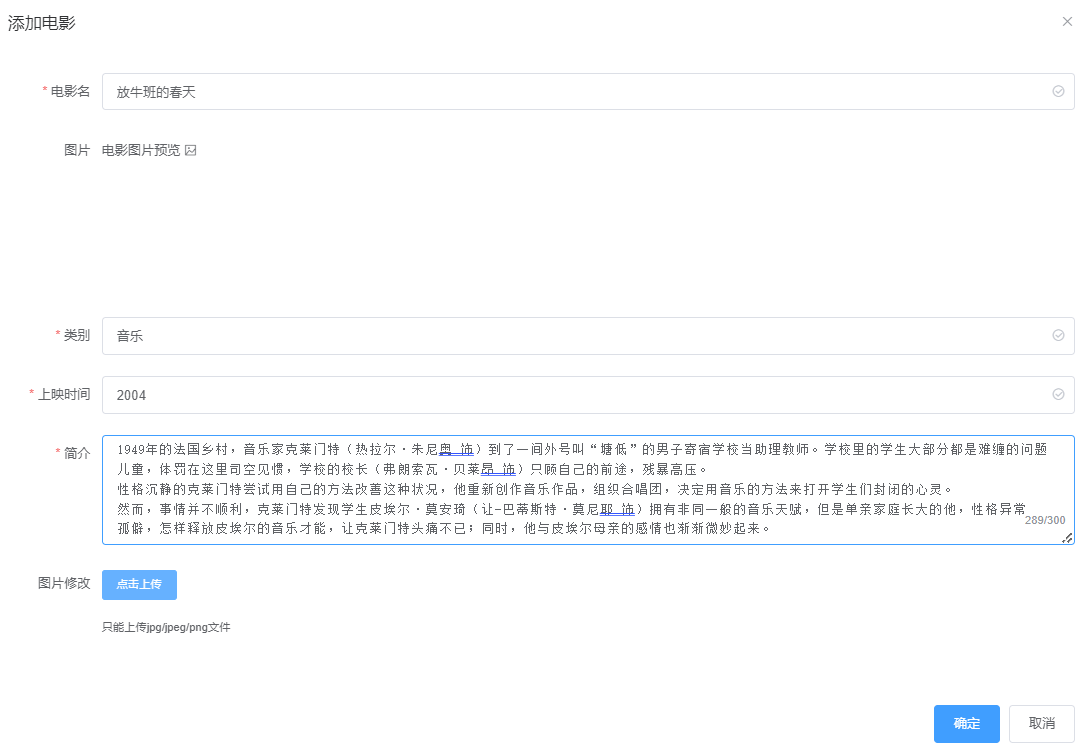 添加电影
* 电影名 放牛班的春天
图片 电影图片预览
* 类别 音乐
* 上映时间 2004
* 简介
1949年的法国乡村，音乐家克莱门特（热拉尔·朱尼奥 饰）到了一间外号叫“塘低”的男子寄宿学校当助理教师。学校里的学生大部分都是难缠的问题
儿童，体罚在这里司空见惯，学校的校长（弗朗索瓦·贝莱昂 饰）只顾自己的前途，残暴高压。
性格沉静的克莱门特尝试用自己的方法改善这种状况，他重新创作音乐作品，组织合唱团，决定用音乐的方法来打开学生们封闭的心灵。
然而，事情并不顺利，克莱门特发现学生皮埃尔·莫安琦（让-巴蒂斯特·莫尼耶 饰）拥有非同一般的音乐天赋，但是单亲家庭长大的他，性格异常
孤僻，怎样释放皮埃尔的音乐才能，让克莱门特头痛不已；同时，他与皮埃尔母亲的感情也渐渐微妙起来。
289/300
图片修改 点击上传
只能上传jpg/jpeg/png文件
确定 取消